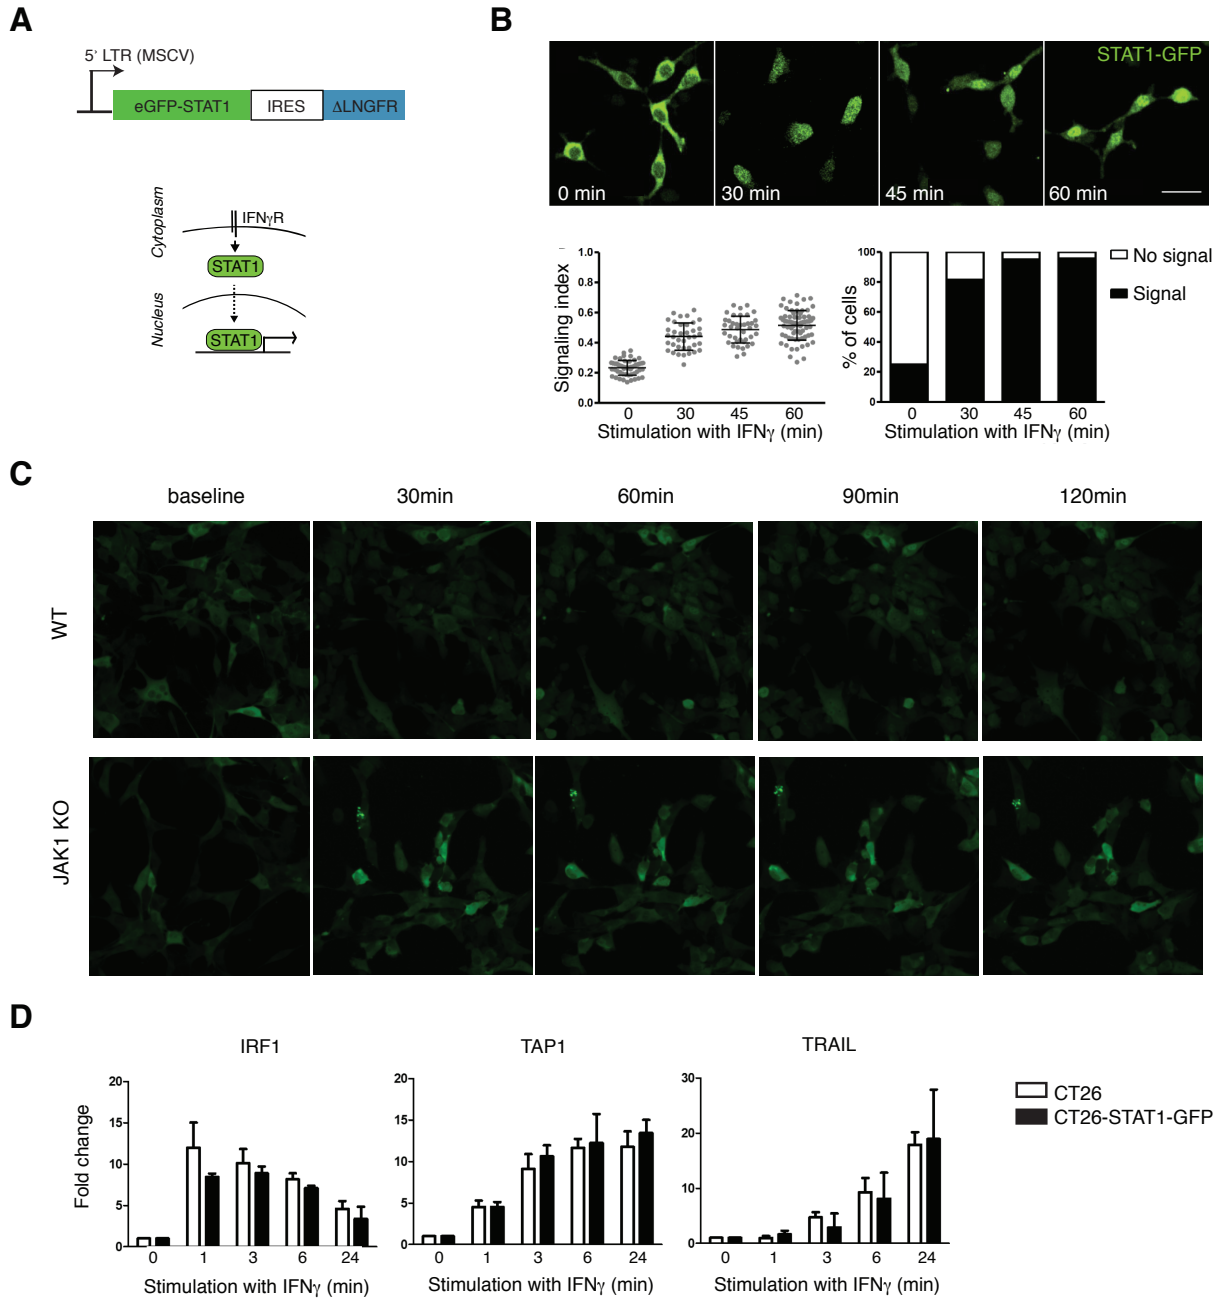 A
5' LTR (MSCV)
eGFP-STAT1 IRES ΔLNGFR
Cytoplasm
IFNγR
STAT1
Nucleus
STAT1
B
STAT1-GFP
0 min 30 min 45 min 60 min
Signaling index
1.0
0.8
0.6
0.4
0.2
0.0
0 30 45 60
Stimulation with IFNγ (min)
% of cells
100
80
60
40
20
0
0 30 45 60
Stimulation with IFNγ (min)
No signal
Signal
C
baseline 30min 60min 90min 120min
WT
JAK1 KO
D
IRF1
Fold change
20
15
10
5
0
0 1 3 6 24
Stimulation with IFNγ (min)
TAP1
20
15
10
5
0
0 1 3 6 24
Stimulation with IFNγ (min)
TRAIL
30
20
10
0
0 1 3 6 24
Stimulation with IFNγ (min)
CT26
CT26-STAT1-GFP